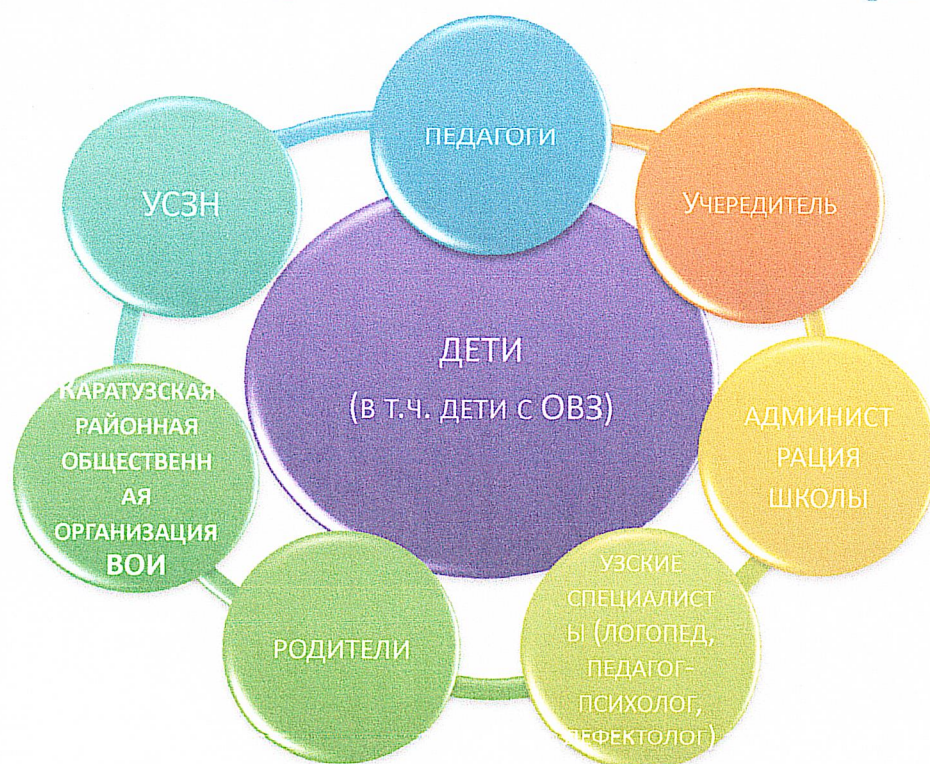 ПЕДАГОГИ
УЧЕРЕДИТЕЛЬ
АДМИНИСТ
РАЦИЯ
ШКОЛЫ
УЗСКИЕ
СПЕЦИАЛИСТ
Ы (ЛОГОПЕД,
ПЕДАГОГ-
ПСИХОЛОГ,
ДЕФЕКТОЛОГ)
РОДИТЕЛИ
КАРАТУЗСКАЯ
РАЙОННАЯ
ОБЩЕСТВЕНН
АЯ
ОРГАНИЗАЦИЯ
ВОИ
УСЗН
ДЕТИ
(В Т.Ч. ДЕТИ С ОВЗ)